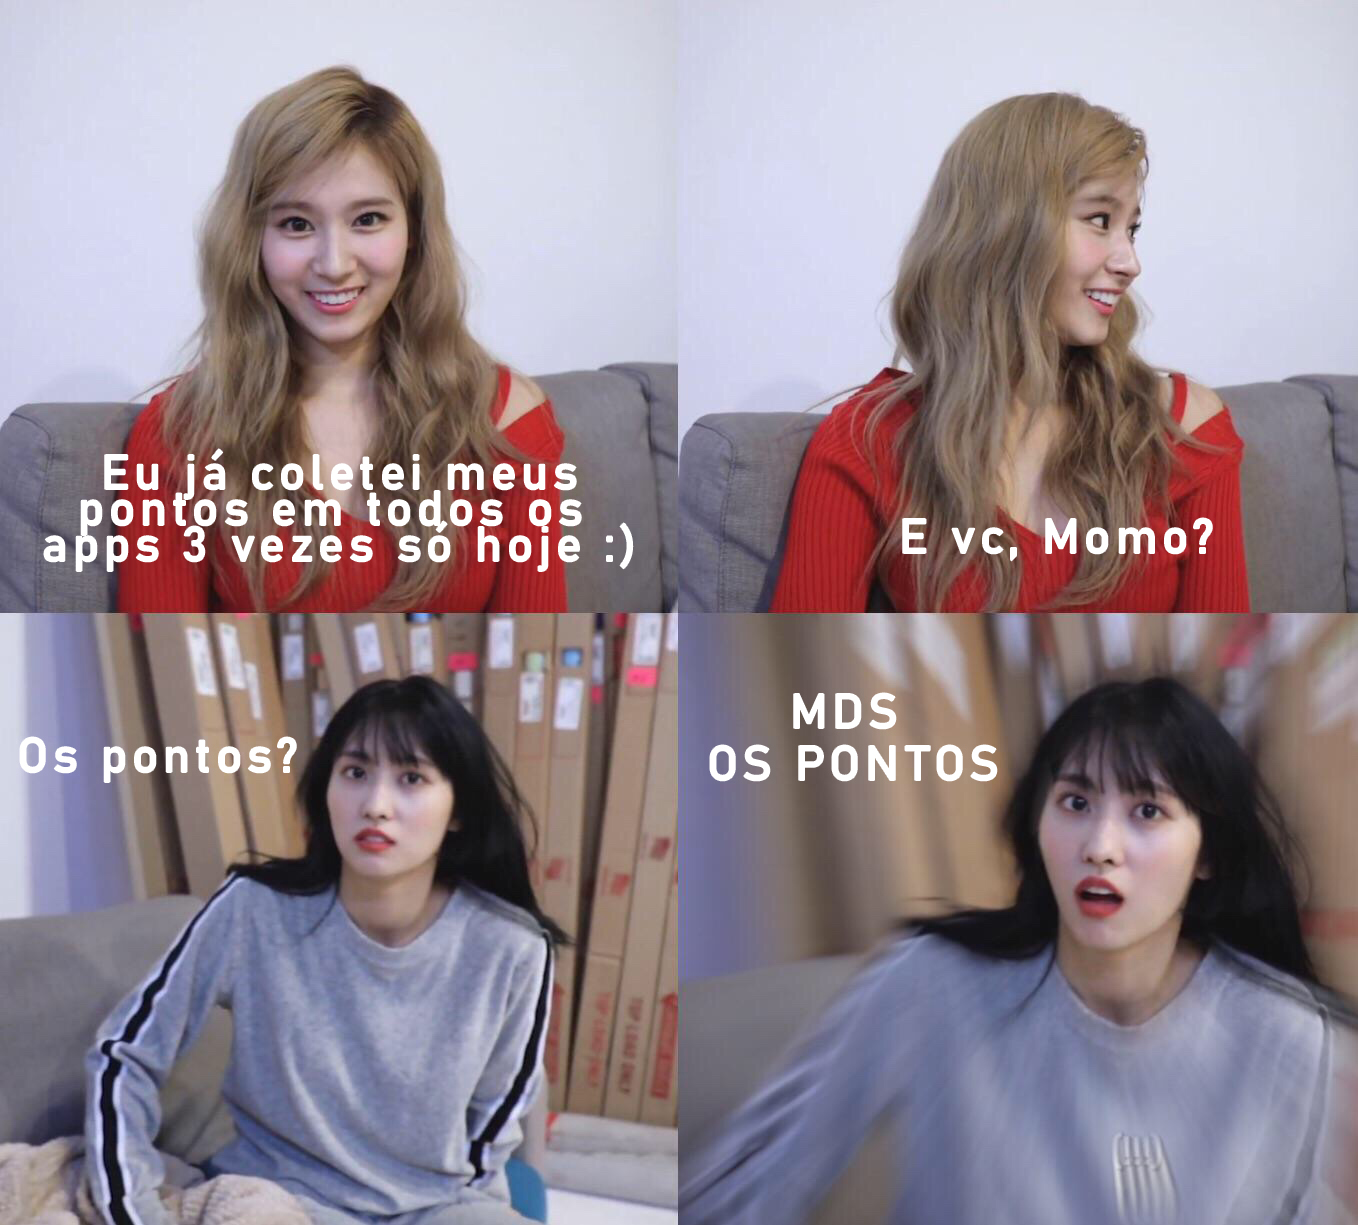 Eu já coletei meus
pontos em todos os
apps 3 vezes só hoje :)
E vc, Momo?
Os pontos?
MDS
OS PONTOS